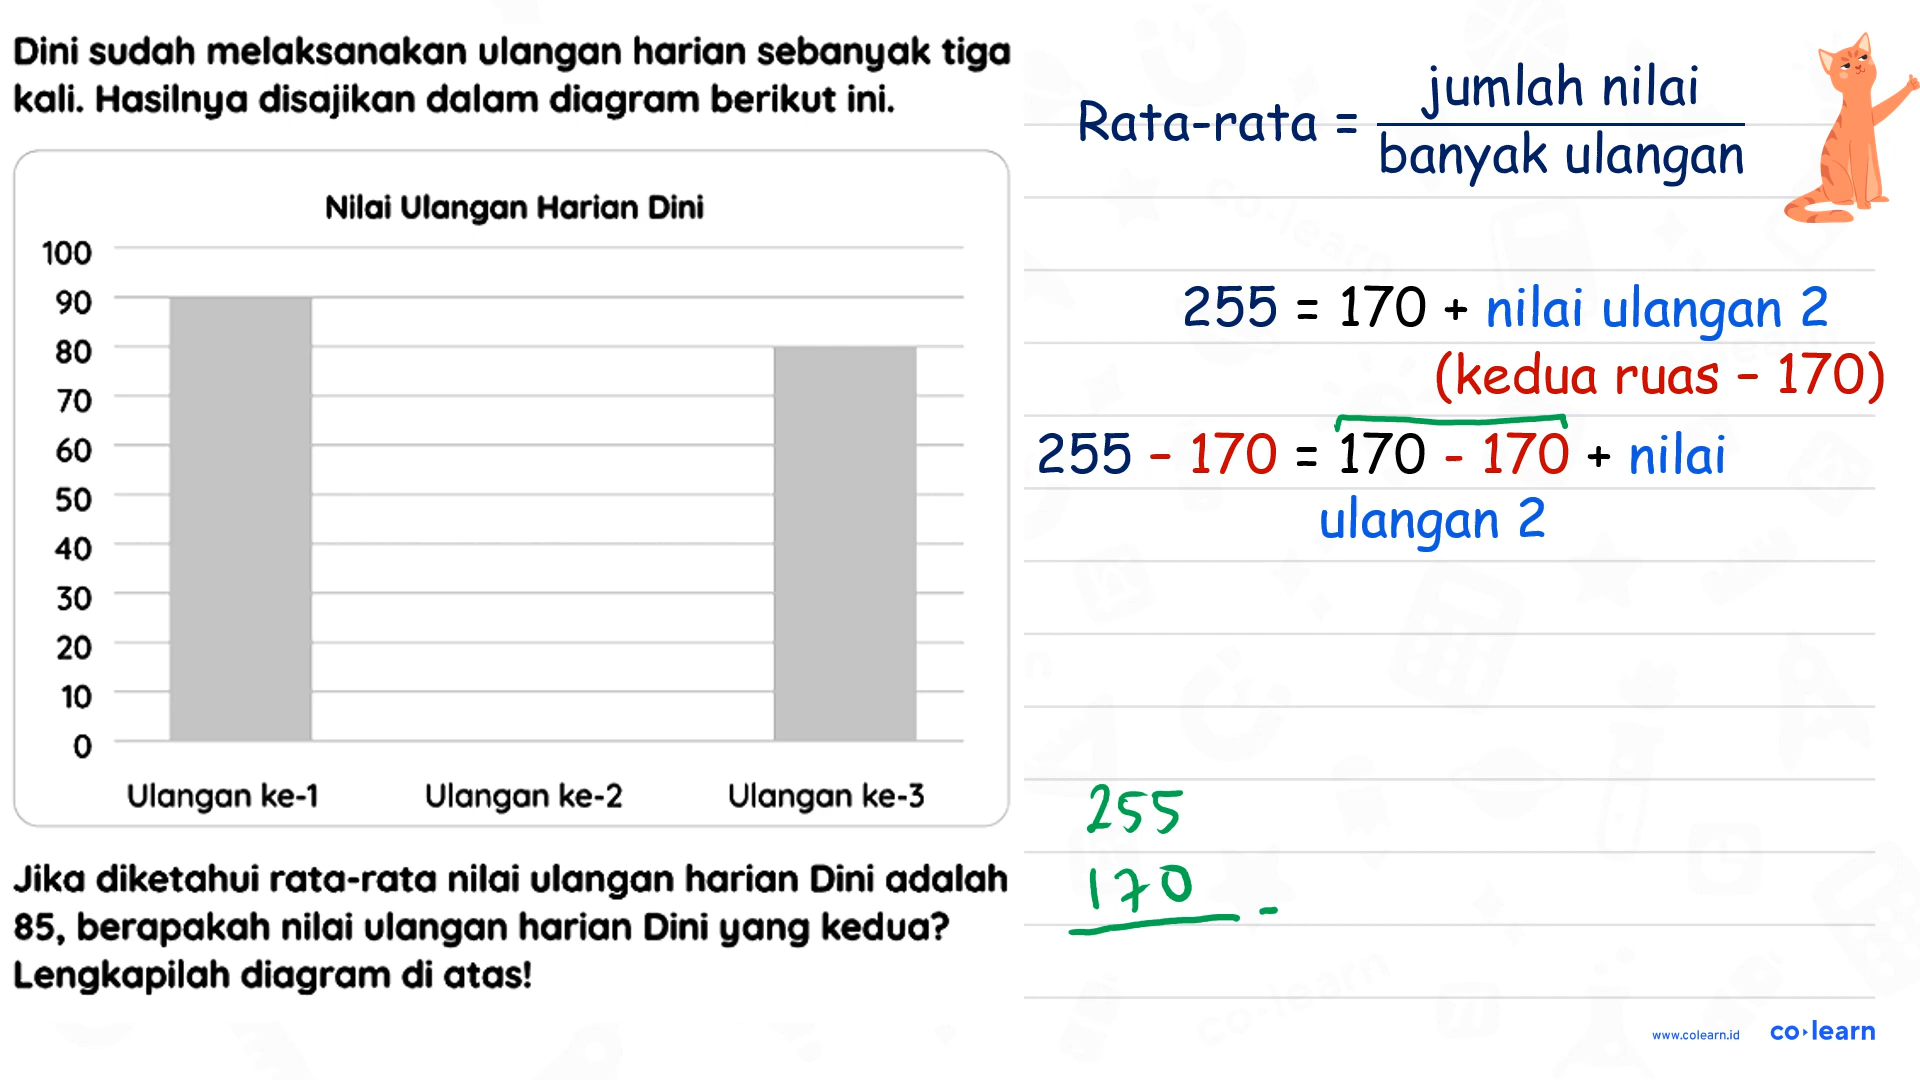 Dini sudah melaksanakan ulangan harian sebanyak tiga
kali. Hasilnya disajikan dalam diagram berikut ini.
Nilai Ulangan Harian Dini
100
90
80
70
60
50
40
30
20
10
0
Ulangan ke-1 Ulangan ke-2 Ulangan ke-3
Jika diketahui rata-rata nilai ulangan harian Dini adalah
85, berapakah nilai ulangan harian Dini yang kedua?
Lengkapilah diagram di atas!
jumlah nilai
Rata-rata =
banyak ulangan
255 = 170 + nilai ulangan 2
(kedua ruas - 170)
255 - 170 = 170 - 170 + nilai
ulangan 2
255
170 -
www.colearn.id co·learn
co-learn
co-learn